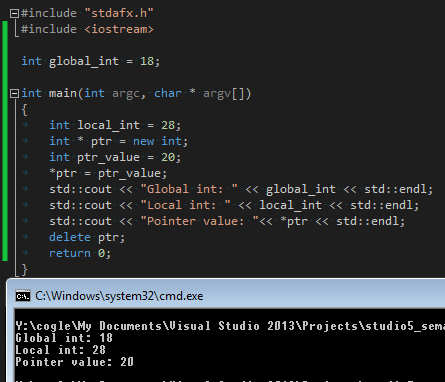 #include "stdafx.h"
#include <iostream>
int global_int = 18;
int main(int argc, char * argv[])
{
int local_int = 28;
int * ptr = new int;
int ptr_value = 20;
*ptr = ptr_value;
std::cout << "Global int: " << global_int << std::endl;
std::cout << "Local int: " << local_int << std::endl;
std::cout << "Pointer value: "<< *ptr << std::endl;
delete ptr;
return 0;
}
C:\Windows\system32\cmd.exe
Y:\cogle\My Documents\Visual Studio 2013\Projects\studio5_sema
Global int: 18
Local int: 28
Pointer value: 20